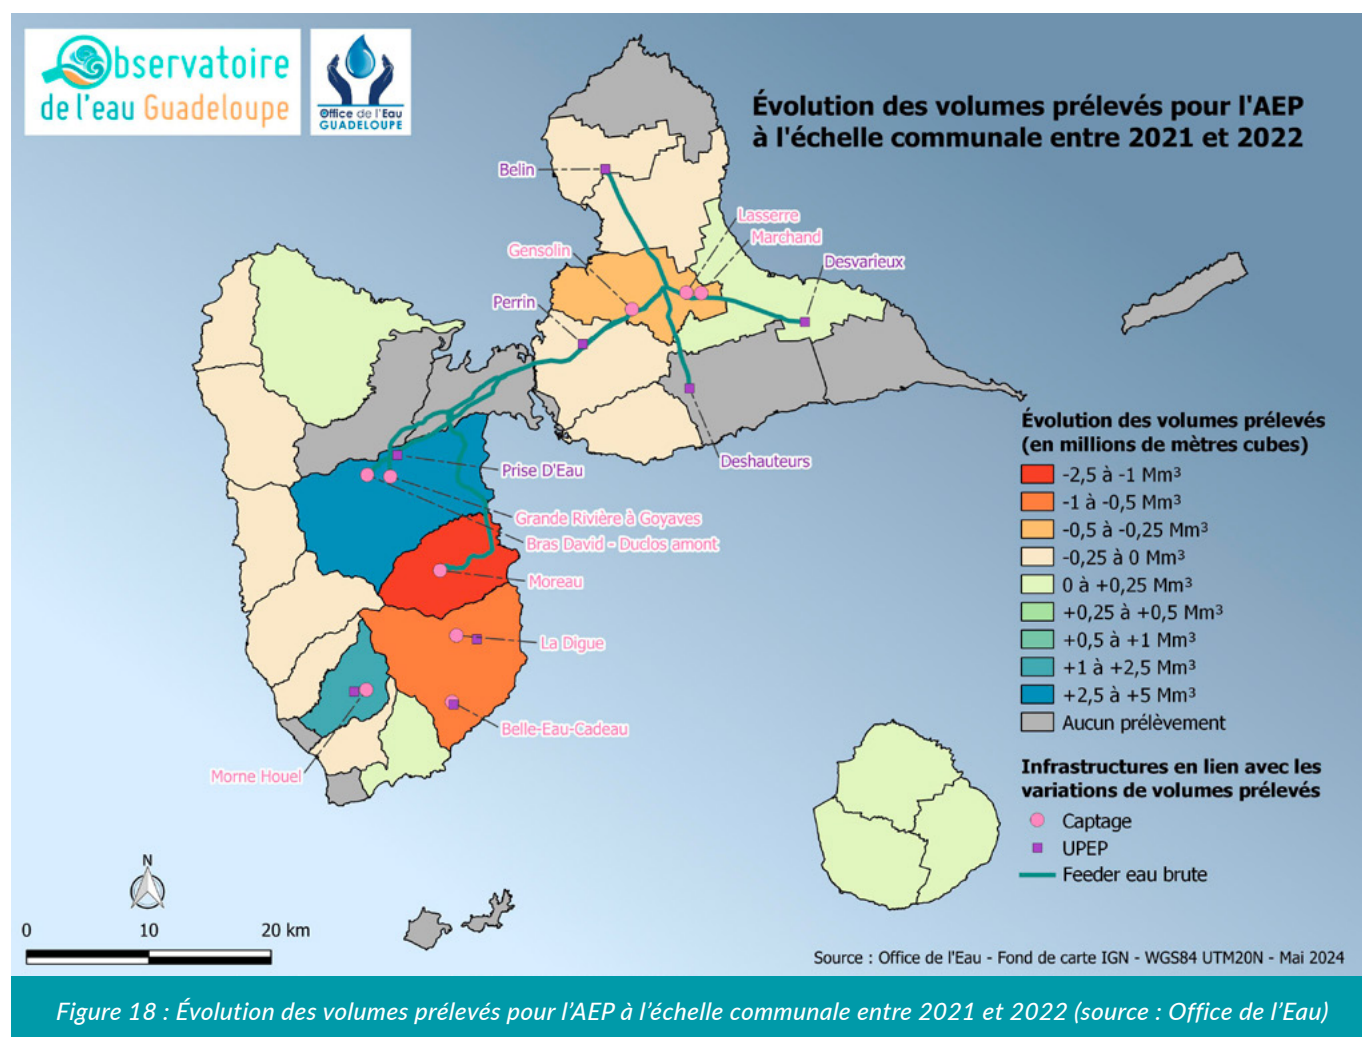 Observatoire
de l'eau Guadeloupe
Office de l'Eau
GUADELOUPE
Évolution des volumes prélevés pour l'AEP
à l'échelle communale entre 2021 et 2022
Belin
Lasserre
Marchand
Gensolin
Desvarieux
Perrin
Deshauteurs
Prise D'Eau
Grande Rivière à Goyaves
Bras David - Duclos amont
Moreau
La Digue
Belle-Eau-Cadeau
Morne Houel
Évolution des volumes prélevés
(en millions de mètres cubes)
-2,5 à -1 Mm³
-1 à -0,5 Mm³
-0,5 à -0,25 Mm³
-0,25 à 0 Mm³
0 à +0,25 Mm³
+0,25 à +0,5 Mm³
+0,5 à +1 Mm³
+1 à +2,5 Mm³
+2,5 à +5 Mm³
Aucun prélèvement
Infrastructures en lien avec les
variations de volumes prélevés
Captage
UPEP
Feeder eau brute
N
0 10 20 km
Source : Office de l'Eau - Fond de carte IGN - WGS84 UTM20N - Mai 2024
Figure 18 : Évolution des volumes prélevés pour l'AEP à l'échelle communale entre 2021 et 2022 (source : Office de l'Eau)